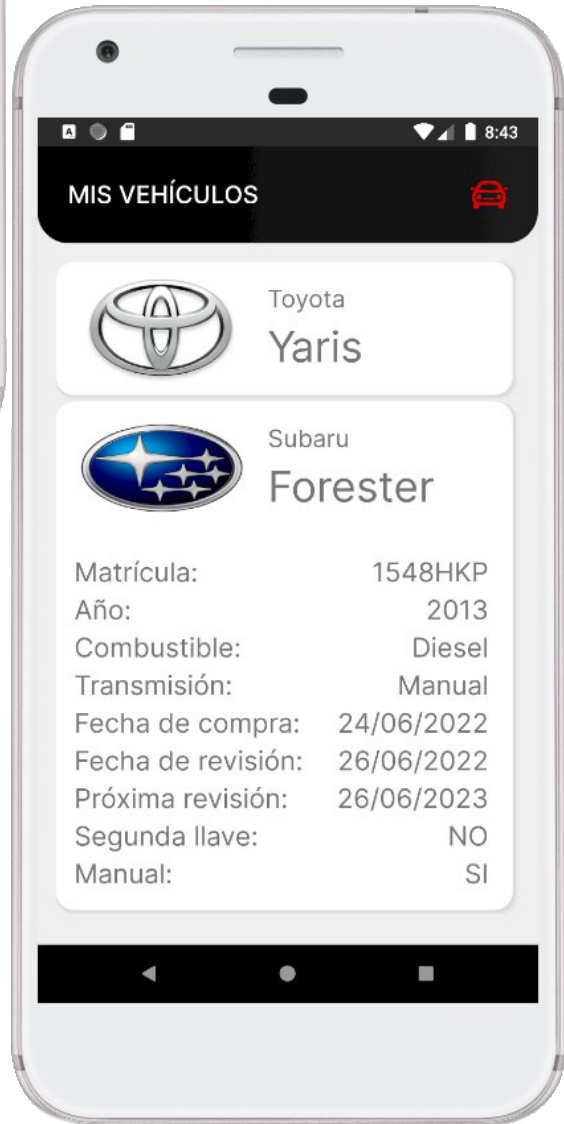 8:43
MIS VEHÍCULOS
Toyota
Yaris
Subaru
Forester
Matrícula: 1548HKP
Año: 2013
Combustible: Diesel
Transmisión: Manual
Fecha de compra: 24/06/2022
Fecha de revisión: 26/06/2022
Próxima revisión: 26/06/2023
Segunda llave: NO
Manual: SI